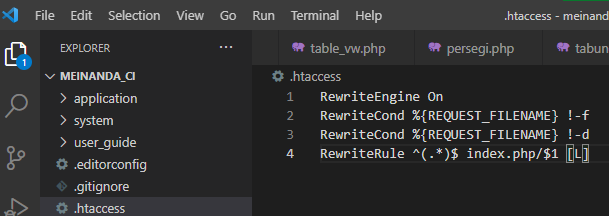 File Edit Selection View Go Run Terminal Help .htaccess - meinand
EXPLORER ...
table_vw.php persegi.php tabun
1
MEINANDA_CI
.htaccess
application
1 RewriteEngine On
system
2 RewriteCond %{REQUEST_FILENAME} !-f
user_guide
3 RewriteCond %{REQUEST_FILENAME} !-d
.editorconfig
4 RewriteRule ^(.*)$ index.php/$1 [L]
.gitignore
.htaccess